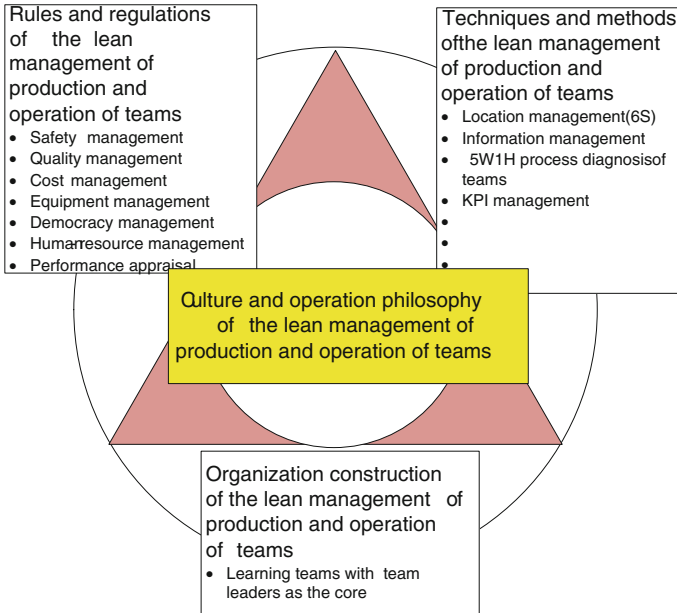 Rules and regulations
of the lean
management of
production and
operation of teams
• Safety management
• Quality management
• Cost management
• Equipment management
• Democracy management
• Human-resource management
• Performance appraisal
Techniques and methods
ofthe lean management
of production and
operation of teams
• Location management(6S)
• Information management
• 5W1H process diagnosisof
teams
• KPI management
•
•
•
Culture and operation philosophy
of the lean management of
production and operation of teams
Organization construction
of the lean management of
production and operation
of teams
• Learning teams with team
leaders as the core